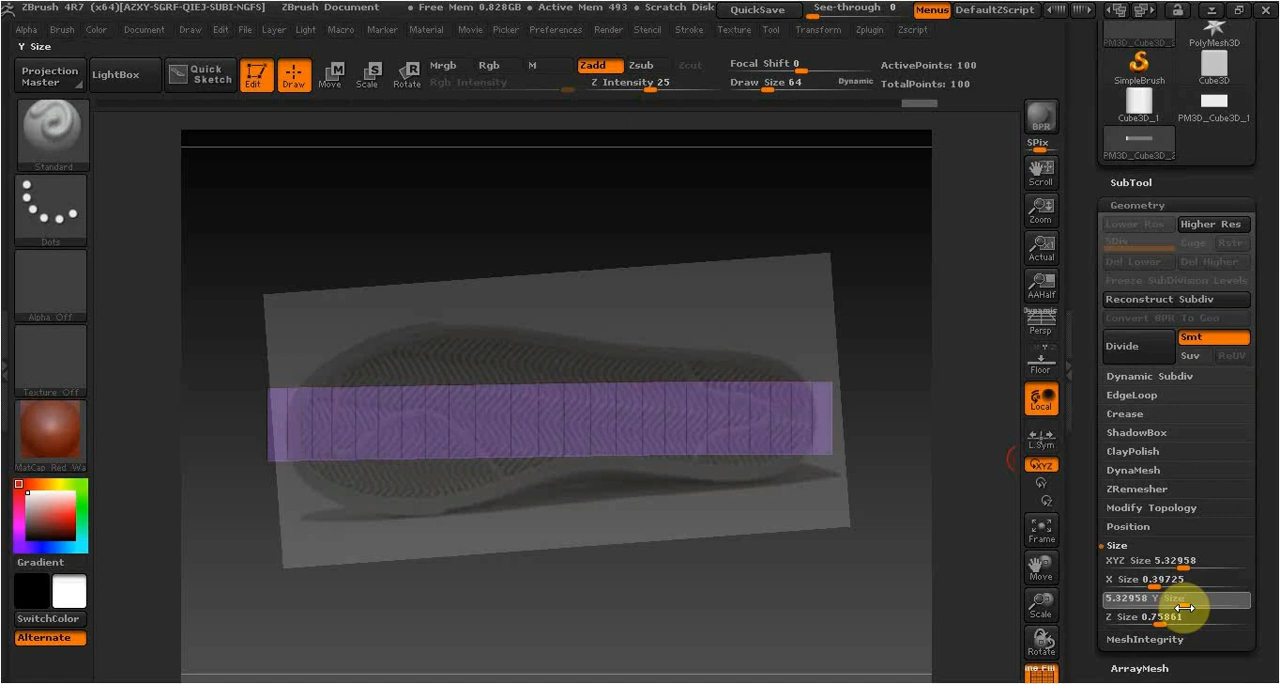 ZBrush 4R7 (x64)[AZXY-SGRF-QIEJ-SUBI-NGFS] ZBrush Document • Free Mem 0.828GB • Active Mem 493 • Scratch Disk QuickSave See-through 0 Menus DefaultZScript
Alpha Brush Color Document Draw Edit File Layer Light Macro Marker Material Movie Picker Preferences Render Stencil Stroke Texture Tool Transform Zplugin Zscript
Y Size
Projection Master
LightBox
Quick Sketch
Edit
Draw
Move
Scale
Rotate
Mrgb Rgb M
Rgb Intensity
Zadd Zsub Zcut
Z Intensity 25
Focal Shift 0
Draw Size 64 Dynamic
ActivePoints: 100
TotalPoints: 100
Standard
Dots
Alpha Off
Texture Off
MatCap Red Wa
Gradient
SwitchColor
Alternate
BPR
SPix
Scroll
Zoom
Actual
AAHalf
Dynamic
Persp
Floor
Local
L.Sym
XYZ
Y
Z
Frame
Move
Scale
Rotate
Line Fill
PM3D_Cube3D_
PolyMesh3D
SimpleBrush
Cube3D
Cube3D_1
PM3D_Cube3D_1
PM3D_Cube3D_2
SubTool
Geometry
Lower Res Higher Res
SDiv Cage Rstr
Del Lower Del Higher
Freeze SubDivision Levels
Reconstruct Subdiv
Convert BPR To Geo
Divide
Smt
Suv ReUV
Dynamic Subdiv
EdgeLoop
Crease
ShadowBox
ClayPolish
DynaMesh
ZRemesher
Modify Topology
Position
Size
XYZ Size 5.32958
X Size 0.39725
5.32958 Y Size
Z Size 0.75861
MeshIntegrity
ArrayMesh